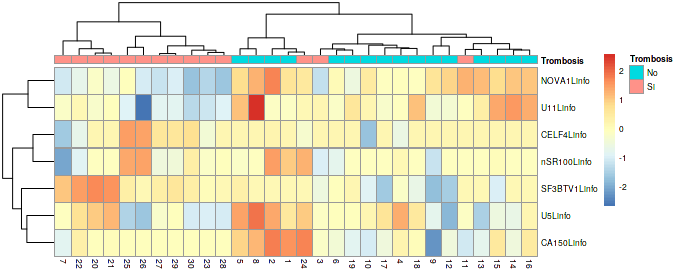 Trombosis
NOVA1Linfo
U11Linfo
CELF4Linfo
nSR100Linfo
SF3BTV1Linfo
U5Linfo
CA150Linfo
7 22 20 21 25 26 27 29 30 23 28 5 8 2 1 24 3 6 19 10 17 4 18 9 12 11 13 15 14 16
2
1
0
-1
-2
Trombosis
No
SI